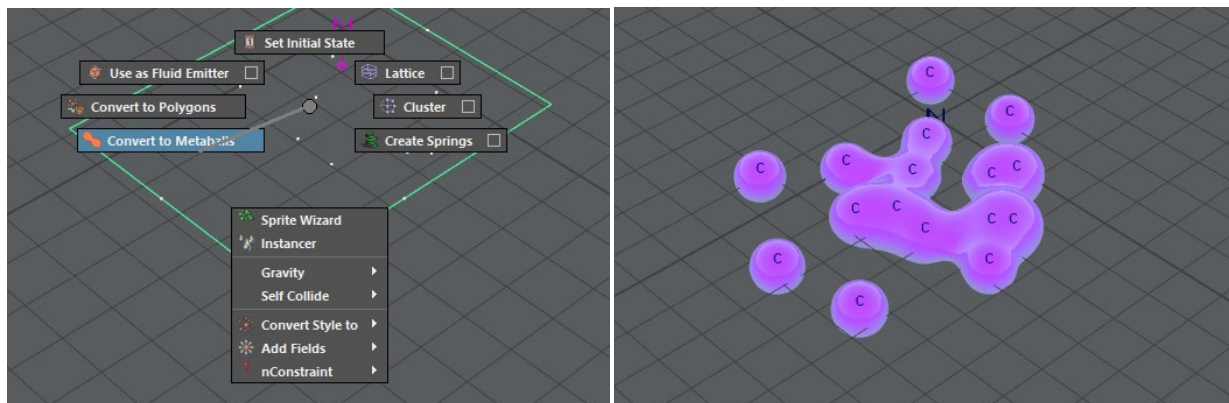 Set Initial State
Use as Fluid Emitter
Lattice
Convert to Polygons
Cluster
Convert to Metaballs
Create Springs
Sprite Wizard
Instancer
Gravity
Self Collide
Convert Style to
Add Fields
nConstraint
C
C
C
C
C
C
C
C C
C
C
C C
C
C
C
C